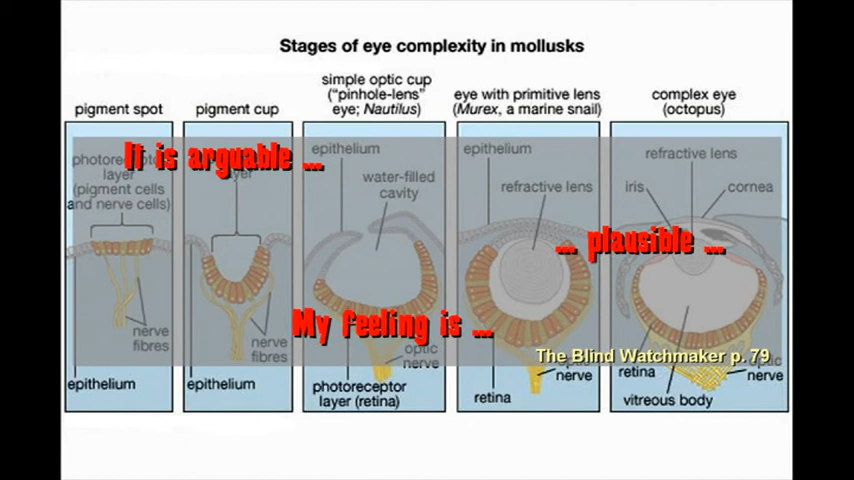 Stages of eye complexity in mollusks
pigment spot
pigment cup
simple optic cup
("pinhole-lens"
eye; Nautilus)
eye with primitive lens
(Murex, a marine snail)
complex eye
(octopus)
It is arguable ...
layer
(pigment cells
and nerve cells)
nerve
fibres
epithelium
nerve
fibres
epithelium
epithelium
water-filled
cavity
My feeling is ...
optic
nerve
photoreceptor
layer (retina)
epithelium
refractive lens
... plausible ...
retina
nerve
refractive lens
iris
cornea
The Blind Watchmaker p. 79
retina
nerve
vitreous body